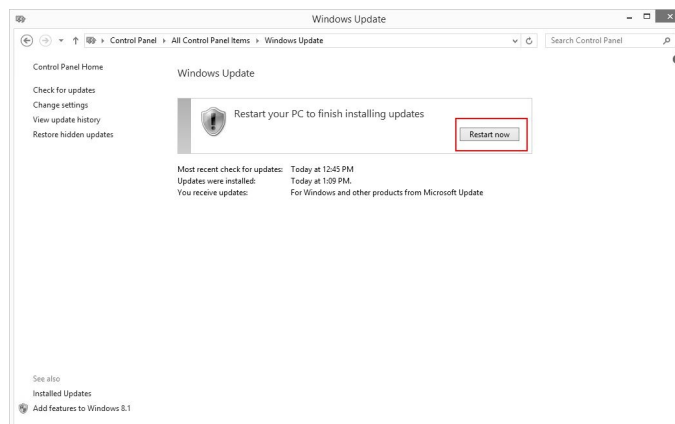 Windows Update
Control Panel ▸ All Control Panel Items ▸ Windows Update
Search Control Panel
Control Panel Home
Check for updates
Change settings
View update history
Restore hidden updates
Windows Update
Restart your PC to finish installing updates
Restart now
Most recent check for updates: Today at 12:45 PM
Updates were installed: Today at 1:09 PM.
You receive updates: For Windows and other products from Microsoft Update
See also
Installed Updates
Add features to Windows 8.1